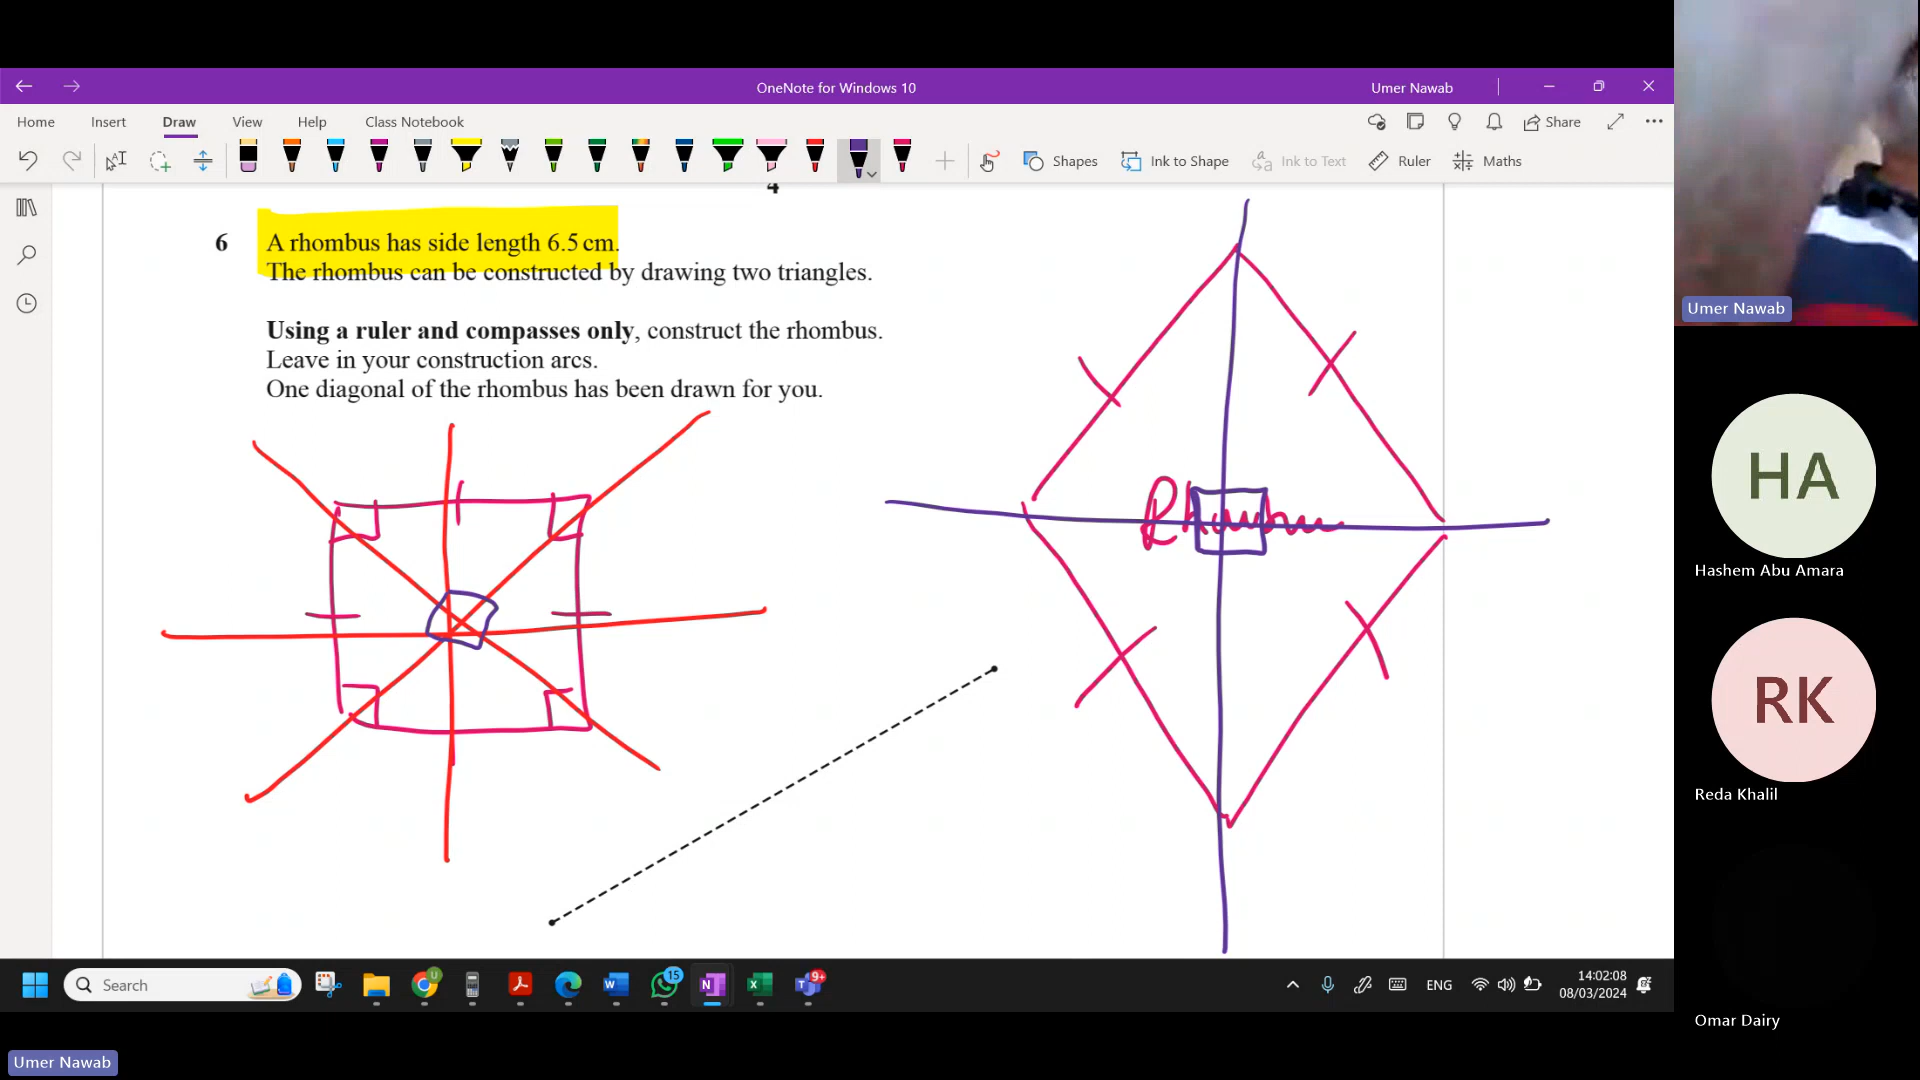 OneNote for Windows 10
Umer Nawab
Home Insert Draw View Help Class Notebook
Share
Shapes Ink to Shape Ink to Text Ruler Maths
4
6 A rhombus has side length 6.5 cm.
The rhombus can be constructed by drawing two triangles.
Using a ruler and compasses only, construct the rhombus.
Leave in your construction arcs.
One diagonal of the rhombus has been drawn for you.
Umer Nawab
HA
Hashem Abu Amara
RK
Reda Khalil
Omar Dairy
Search
U
15
9+
ENG
14:02:08
08/03/2024
Umer Nawab